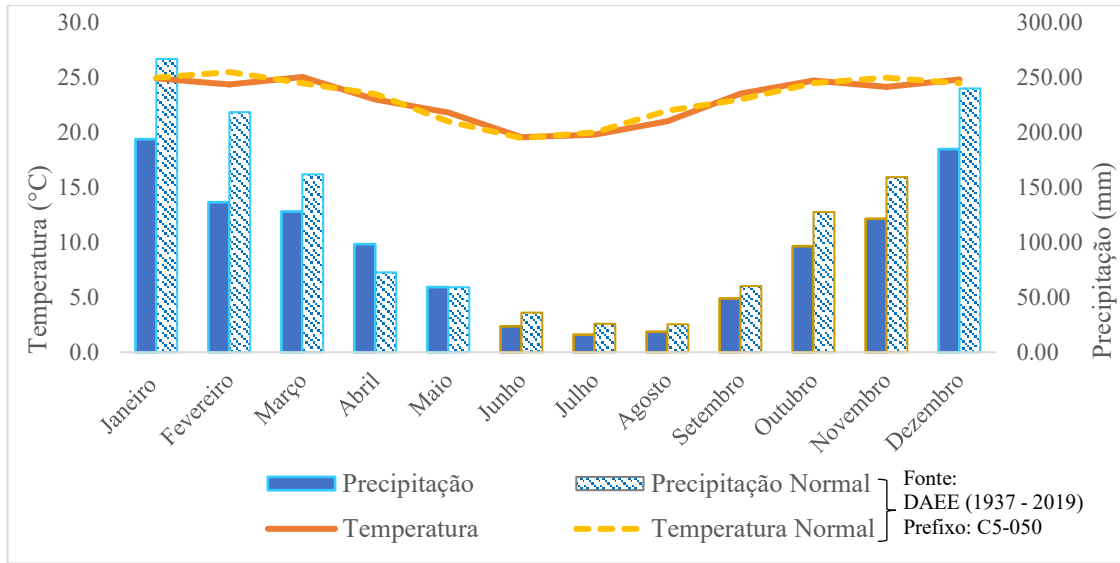 30.0
25.0
20.0
15.0
10.0
5.0
0.0
Temperatura (°C)
300.00
250.00
200.00
150.00
100.00
50.00
0.00
Precipitação (mm)
Janeiro
Fevereiro
Março
Abril
Maio
Junho
Julho
Agosto
Setembro
Outubro
Novembro
Dezembro
Precipitação
Precipitação Normal
Temperatura
Temperatura Normal
Fonte:
DAEE (1937 - 2019)
Prefixo: C5-050